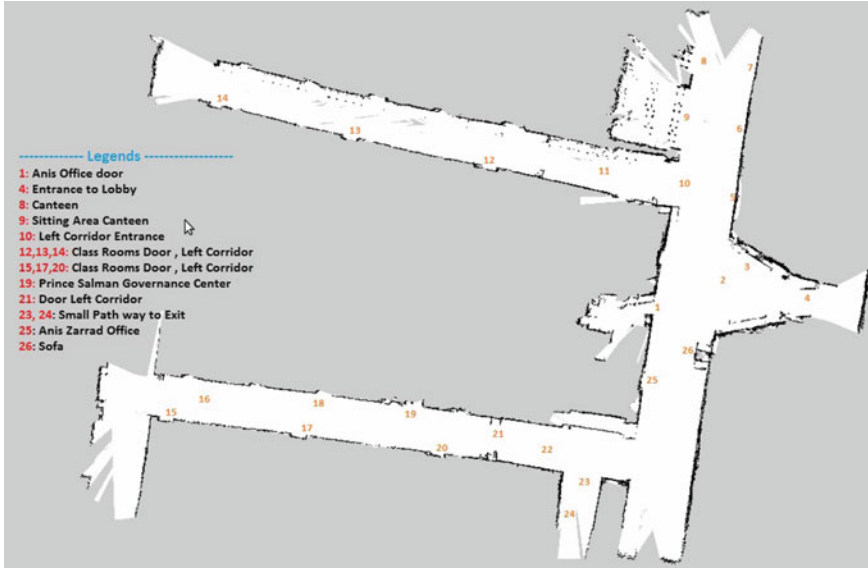 8
7
9
6
14
13
12
11
10
5
------------- Legends ------------------
1: Anis Office door
4: Entrance to Lobby
8: Canteen
9: Sitting Area Canteen
10: Left Corridor Entrance
12,13,14: Class Rooms Door , Left Corridor
15,17,20: Class Rooms Door , Left Corridor
19: Prince Salman Governance Center
21: Door Left Corridor
23, 24: Small Path way to Exit
25: Anis Zarrad Office
26: Sofa
3
2
4
1
26
25
16
18
15
19
17
21
20
22
23
24